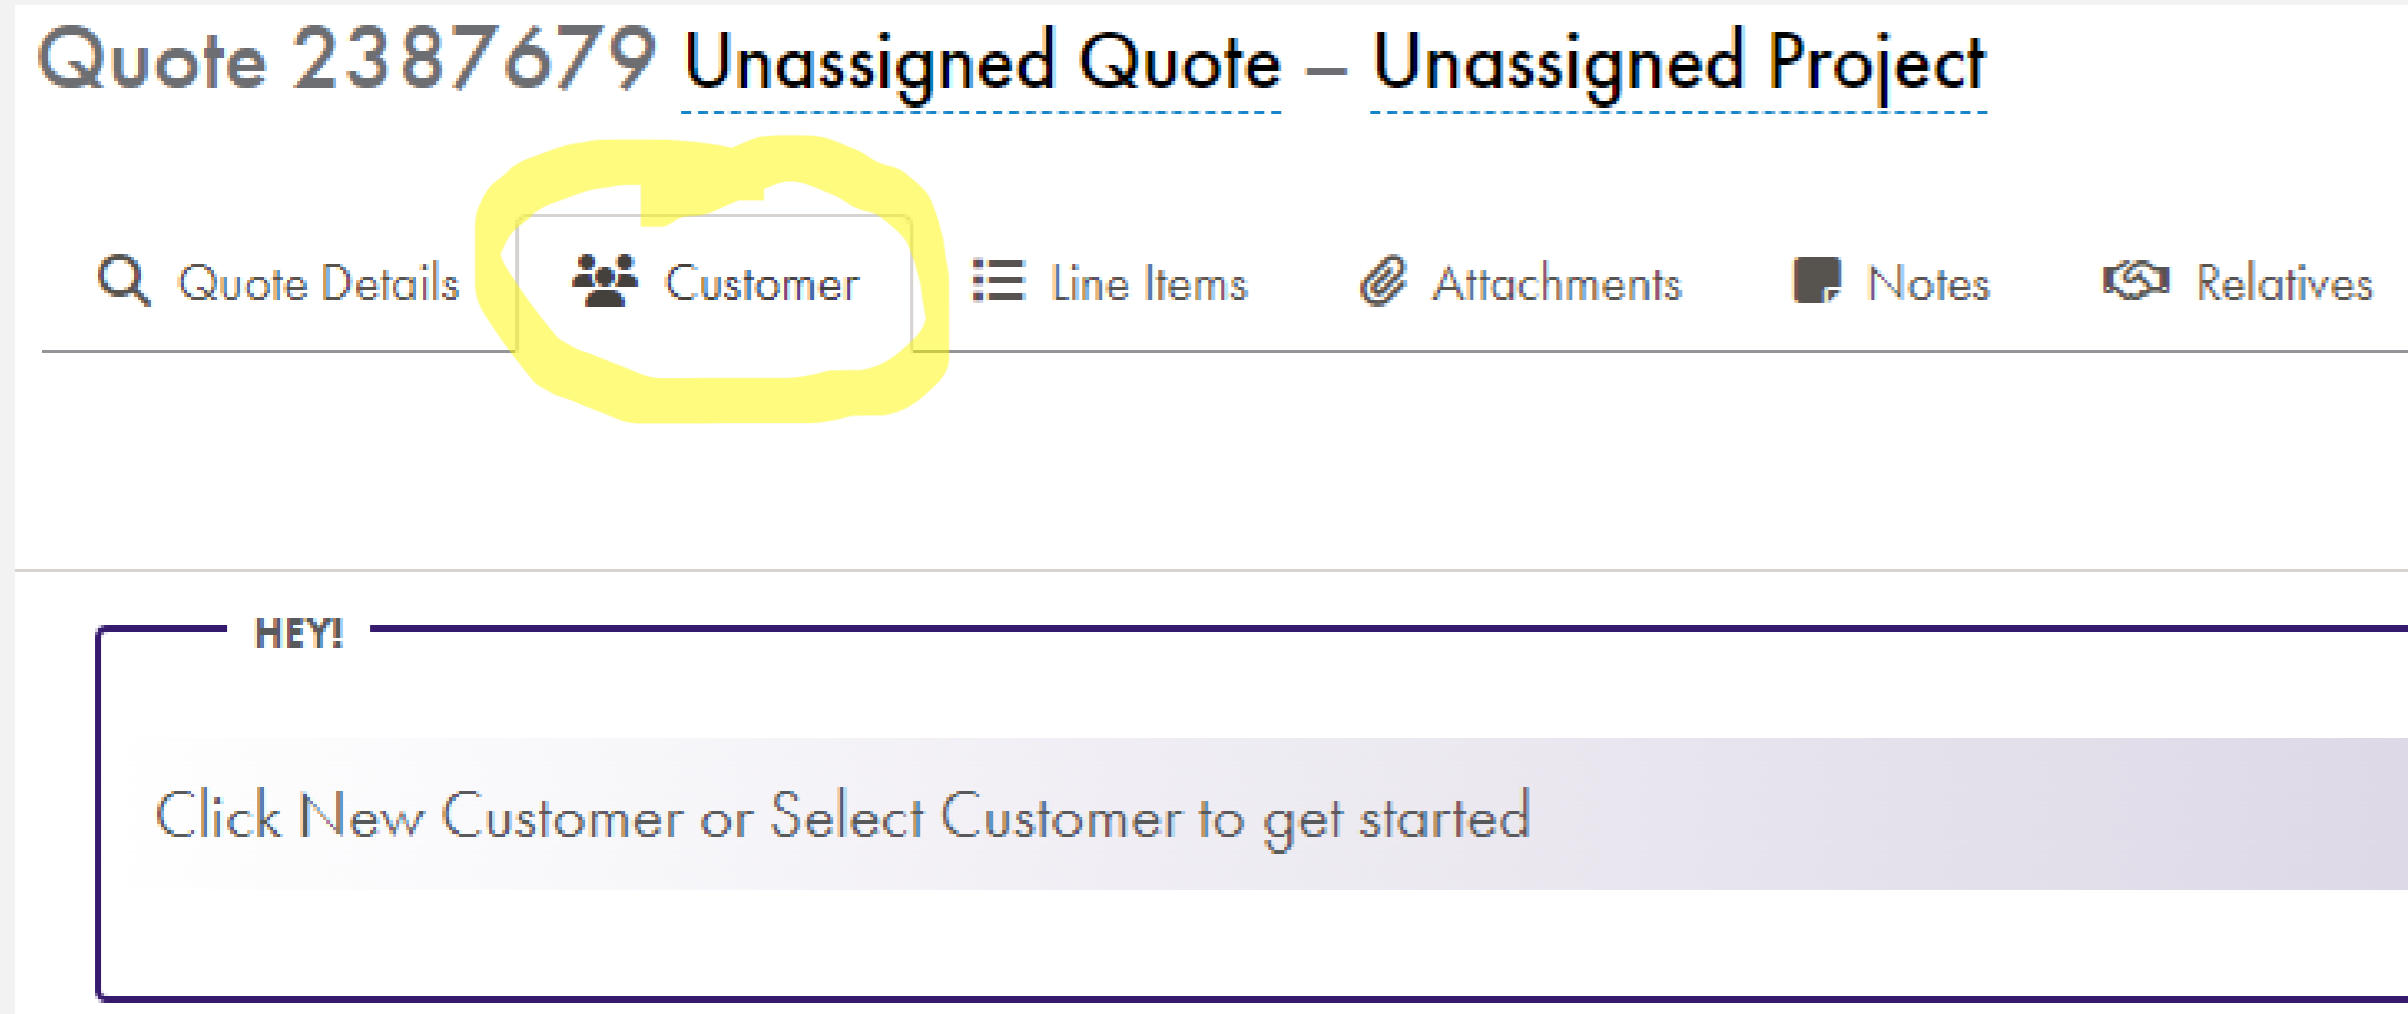 Quote 2387679 Unassigned Quote – Unassigned Project
Quote Details Customer Line Items Attachments Notes Relatives
HEY!
Click New Customer or Select Customer to get started